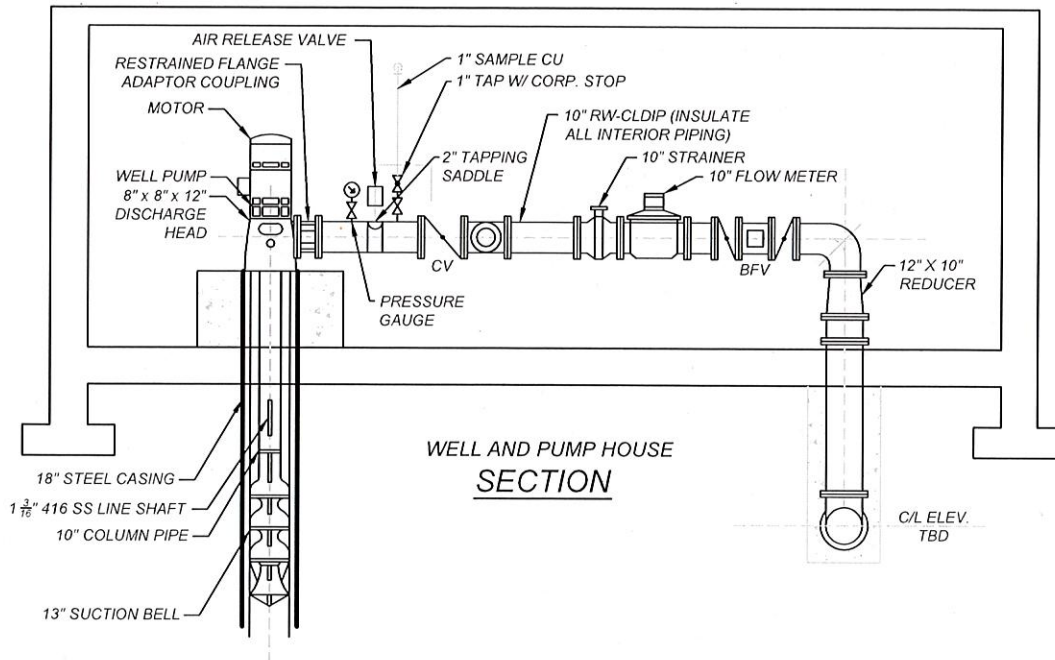 AIR RELEASE VALVE
RESTRAINED FLANGE
ADAPTOR COUPLING
MOTOR
WELL PUMP
8" x 8" x 12"
DISCHARGE
HEAD
1" SAMPLE CU
1" TAP W/ CORP. STOP
2" TAPPING
SADDLE
10" RW-CLDIP (INSULATE
ALL INTERIOR PIPING)
10" STRAINER
10" FLOW METER
CV
BFV
PRESSURE
GAUGE
12" X 10"
REDUCER
WELL AND PUMP HOUSE
SECTION
18" STEEL CASING
1 3/16" 416 SS LINE SHAFT
10" COLUMN PIPE
13" SUCTION BELL
C/L ELEV.
TBD